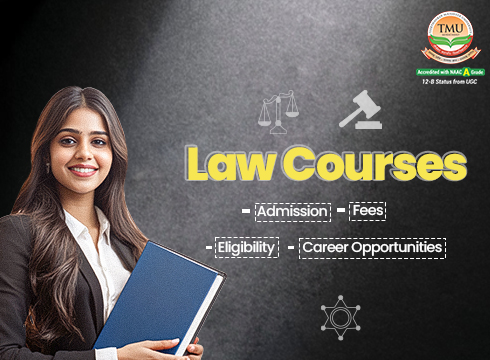 TMU
Accredited with NAAC A Grade
12-B Status from UGC
Law Courses
- Admission - Fees
- Eligibility - Career Opportunities